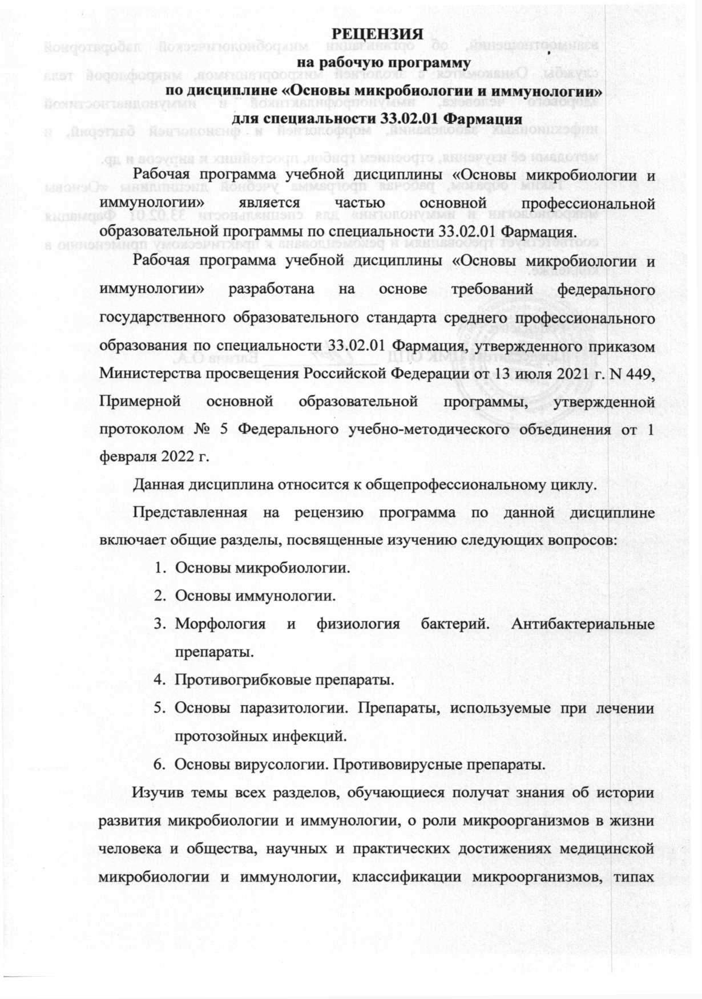 РЕЦЕНЗИЯ
на рабочую программу
по дисциплине «Основы микробиологии и иммунологии»
для специальности 33.02.01 Фармация
Рабочая программа учебной дисциплины «Основы микробиологии и
иммунологии» является частью основной профессиональной
образовательной программы по специальности 33.02.01 Фармация.
Рабочая программа учебной дисциплины «Основы микробиологии и
иммунологии» разработана на основе требований федерального
государственного образовательного стандарта среднего профессионального
образования по специальности 33.02.01 Фармация, утвержденного приказом
Министерства просвещения Российской Федерации от 13 июля 2021 г. N 449,
Примерной основной образовательной программы, утвержденной
протоколом № 5 Федерального учебно-методического объединения от 1
февраля 2022 г.
Данная дисциплина относится к общепрофессиональному циклу.
Представленная на рецензию программа по данной дисциплине
включает общие разделы, посвященные изучению следующих вопросов:
1. Основы микробиологии.
2. Основы иммунологии.
3. Морфология и физиология бактерий. Антибактериальные
препараты.
4. Противогрибковые препараты.
5. Основы паразитологии. Препараты, используемые при лечении
протозойных инфекций.
6. Основы вирусологии. Противовирусные препараты.
Изучив темы всех разделов, обучающиеся получат знания об истории
развития микробиологии и иммунологии, о роли микроорганизмов в жизни
человека и общества, научных и практических достижениях медицинской
микробиологии и иммунологии, классификации микроорганизмов, типах